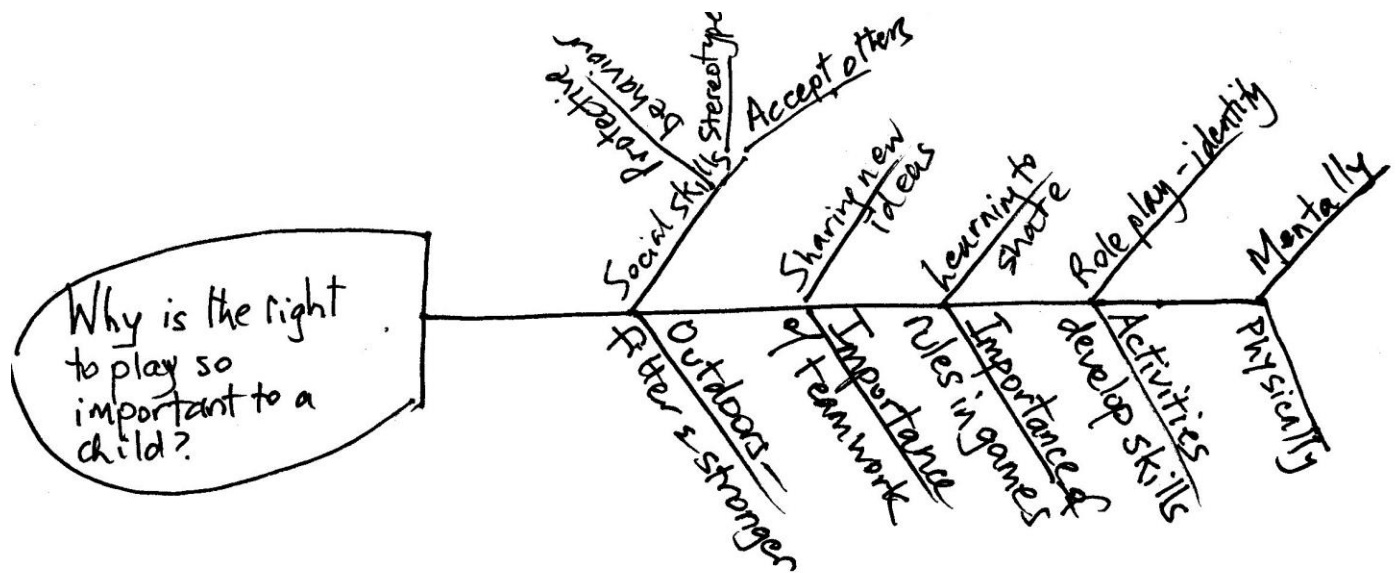 Why is the right
to play so
important to a
child?
Social skills
Protective
behaviour
Stereotype
Accept others
Sharing new
ideas
Learning to
share
Role play - identity
Mentally
Outdoors -
fitter & stronger
Importance
of teamwork
Importance of
rules in games
Activities
develop skills
Physically